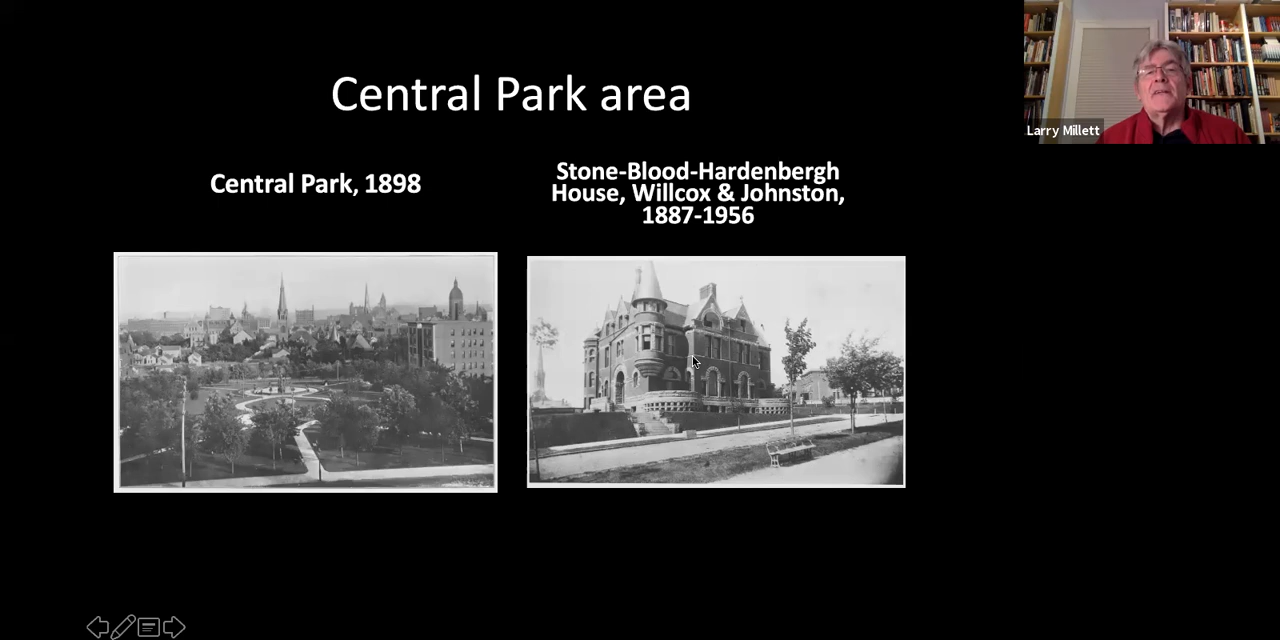 Central Park area
Larry Millett
Central Park, 1898
Stone-Blood-Hardenbergh
House, Willcox & Johnston,
1887-1956